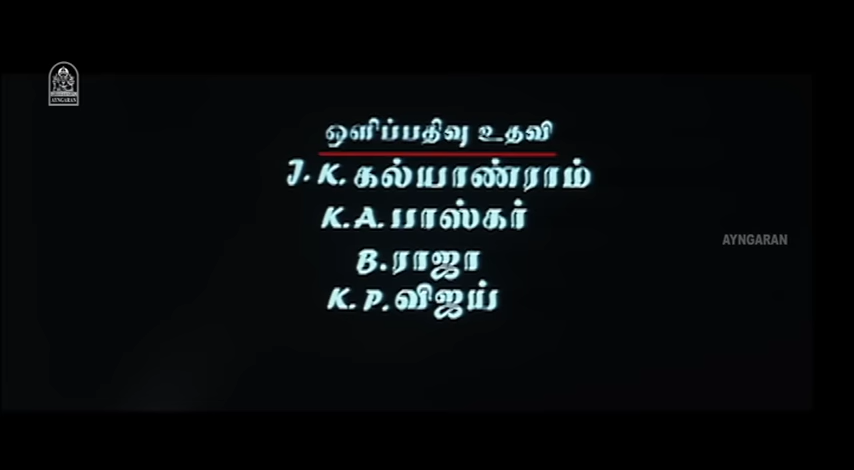 AYNGARAN
ஒளிப்பதிவு உதவி
J. K. கல்யாண்ராம்
K. A. பாஸ்கர்
AYNGARAN
B. ராஜா
K. P. விஜய்